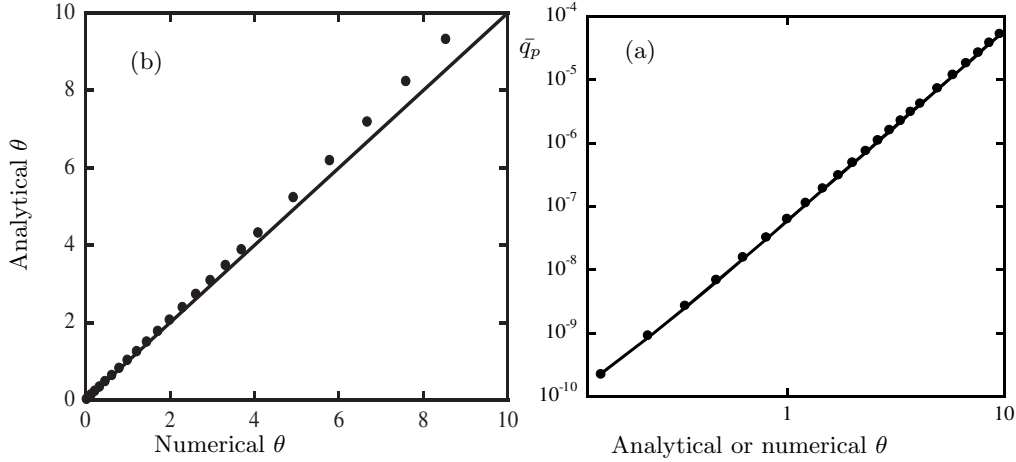 10
8
6
4
2
0
Analytical θ
(b)
0 2 4 6 8 10
Numerical θ
q̄p
(a)
10⁻⁴
10⁻⁵
10⁻⁶
10⁻⁷
10⁻⁸
10⁻⁹
10⁻¹⁰
1 10
Analytical or numerical θ